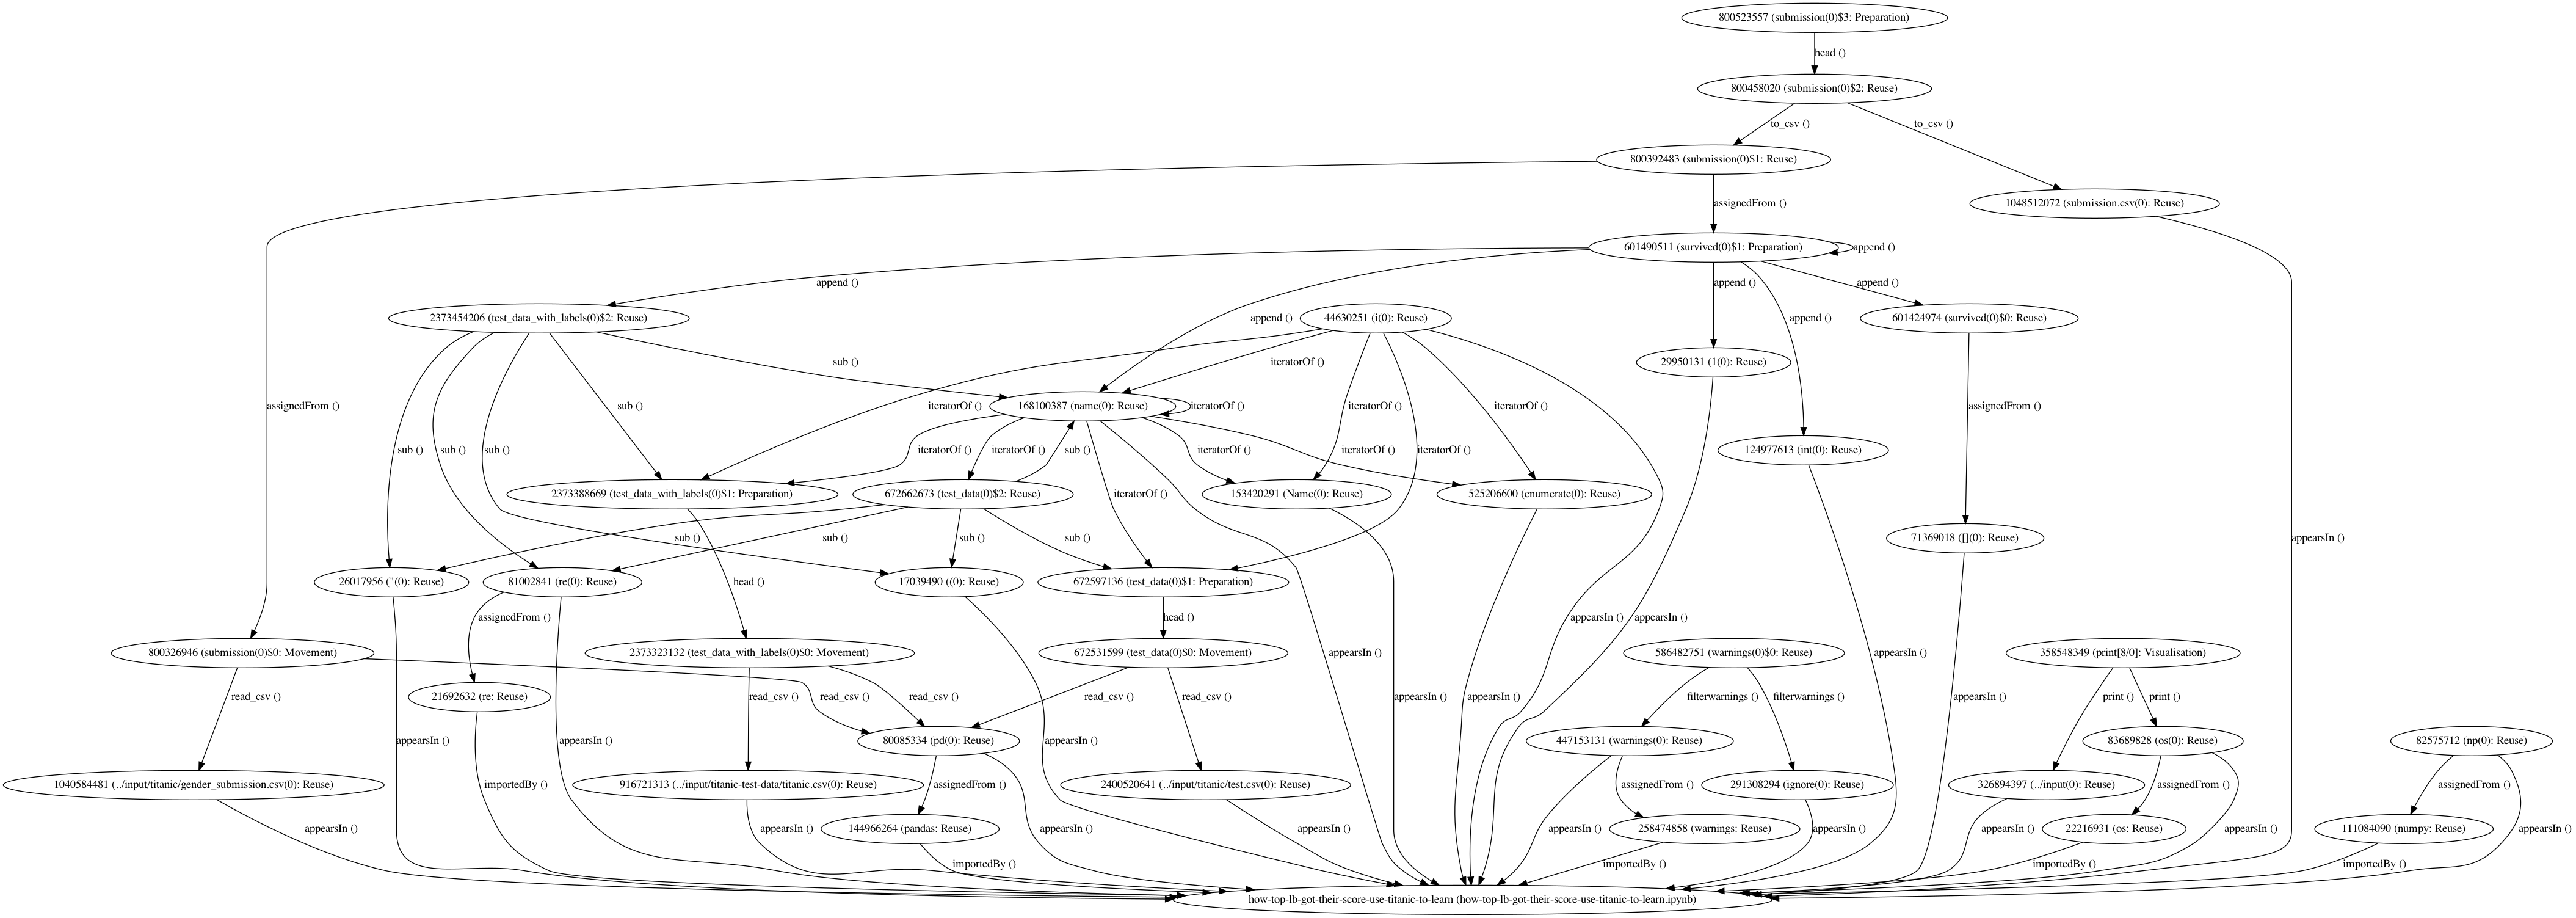 800523557 (submission(0)$3: Preparation)
head ()
800458020 (submission(0)$2: Reuse)
to_csv ()
to_csv ()
800392483 (submission(0)$1: Reuse)
assignedFrom ()
1048512072 (submission.csv(0): Reuse)
601490511 (survived(0)$1: Preparation)
append ()
append ()
append ()
append ()
2373454206 (test_data_with_labels(0)$2: Reuse)
append ()
44630251 (i(0): Reuse)
append ()
601424974 (survived(0)$0: Reuse)
sub ()
iteratorOf ()
29950131 (1(0): Reuse)
assignedFrom ()
sub ()
iteratorOf ()
168100387 (name(0): Reuse)
iteratorOf ()
iteratorOf ()
iteratorOf ()
assignedFrom ()
sub ()
sub ()
sub ()
iteratorOf ()
iteratorOf ()
sub ()
iteratorOf ()
iteratorOf ()
iteratorOf ()
124977613 (int(0): Reuse)
2373388669 (test_data_with_labels(0)$1: Preparation)
672662673 (test_data(0)$2: Reuse)
iteratorOf ()
153420291 (Name(0): Reuse)
525206600 (enumerate(0): Reuse)
sub ()
sub ()
sub ()
sub ()
71369018 ([](0): Reuse)
appearsIn ()
26017956 ("(0): Reuse)
81002841 (re(0): Reuse)
head ()
17039490 ((0): Reuse)
672597136 (test_data(0)$1: Preparation)
assignedFrom ()
head ()
appearsIn ()
appearsIn ()
800326946 (submission(0)$0: Movement)
2373323132 (test_data_with_labels(0)$0: Movement)
672531599 (test_data(0)$0: Movement)
appearsIn ()
586482751 (warnings(0)$0: Reuse)
appearsIn ()
358548349 (print[8/0]: Visualisation)
read_csv ()
21692632 (re: Reuse)
read_csv ()
read_csv ()
read_csv ()
read_csv ()
read_csv ()
appearsIn ()
appearsIn ()
filterwarnings ()
filterwarnings ()
appearsIn ()
print ()
print ()
appearsIn ()
appearsIn ()
80085334 (pd(0): Reuse)
appearsIn ()
447153131 (warnings(0): Reuse)
83689828 (os(0): Reuse)
82575712 (np(0): Reuse)
1040584481 (../input/titanic/gender_submission.csv(0): Reuse)
importedBy ()
916721313 (../input/titanic-test-data/titanic.csv(0): Reuse)
assignedFrom ()
2400520641 (../input/titanic/test.csv(0): Reuse)
assignedFrom ()
291308294 (ignore(0): Reuse)
326894397 (../input(0): Reuse)
assignedFrom ()
assignedFrom ()
appearsIn ()
appearsIn ()
144966264 (pandas: Reuse)
appearsIn ()
appearsIn ()
appearsIn ()
258474858 (warnings: Reuse)
appearsIn ()
appearsIn ()
22216931 (os: Reuse)
appearsIn ()
111084090 (numpy: Reuse)
appearsIn ()
importedBy ()
importedBy ()
importedBy ()
importedBy ()
how-top-lb-got-their-score-use-titanic-to-learn (how-top-lb-got-their-score-use-titanic-to-learn.ipynb)